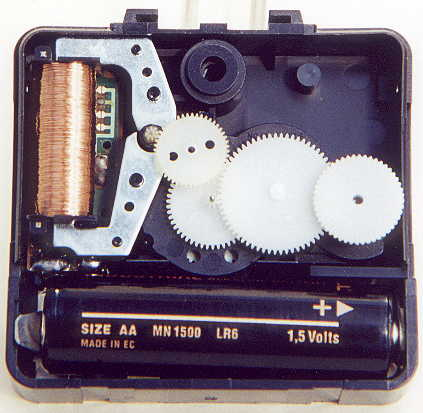 +
SIZE AA MN1500 LR6 1,5 Volts
MADE IN EC